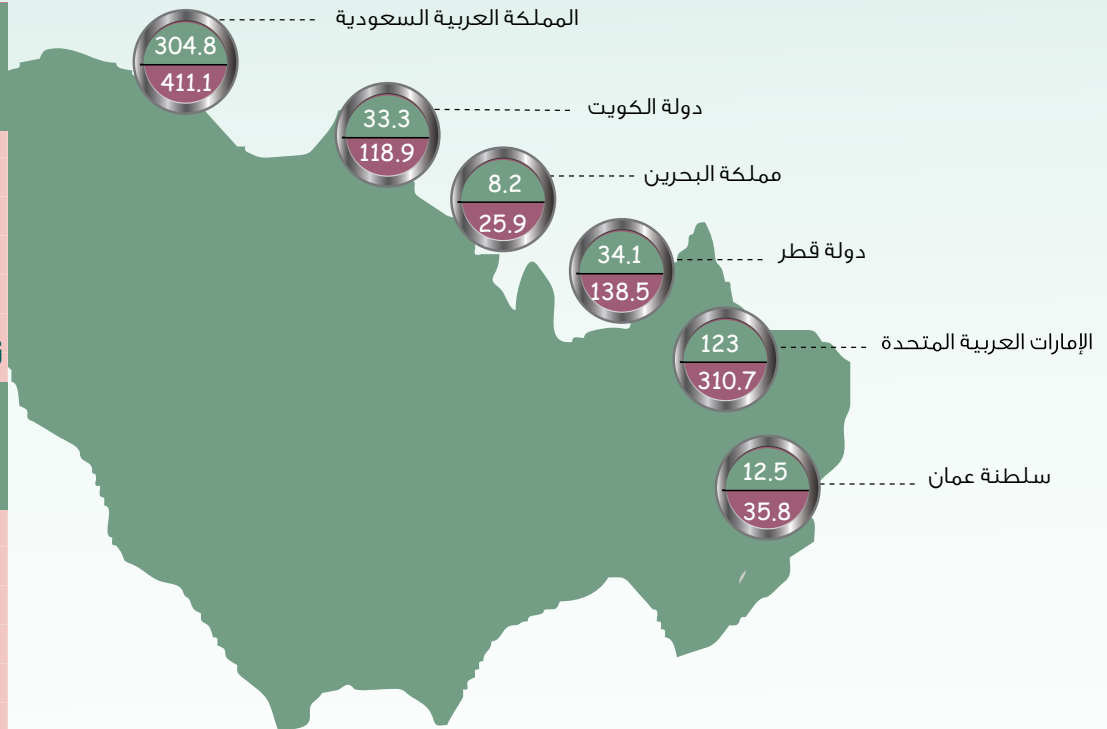 المملكة العربية السعودية
304.8
411.1
دولة الكويت
33.3
118.9
مملكة البحرين
8.2
25.9
دولة قطر
34.1
138.5
الإمارات العربية المتحدة
123
310.7
سلطنة عمان
12.5
35.8